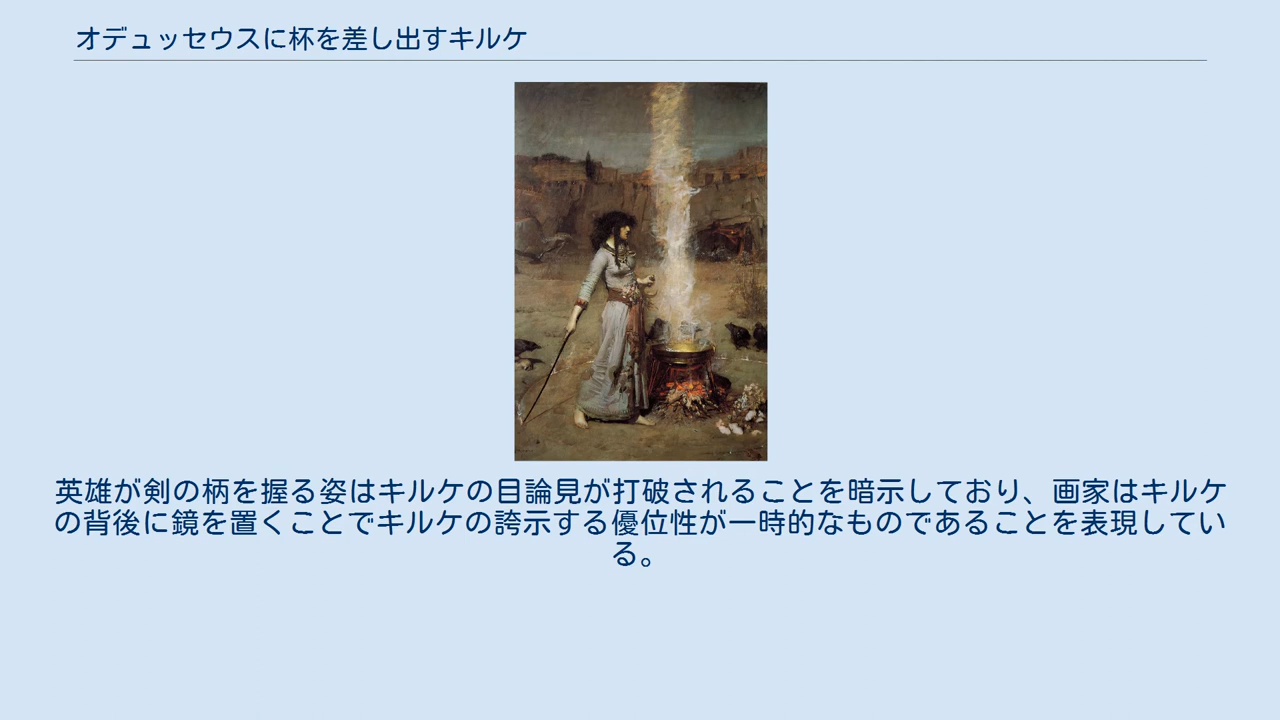 オデュッセウスに杯を差し出すキルケ
英雄が剣の柄を握る姿はキルケの目論見が打破されることを暗示しており、画家はキルケ
の背後に鏡を置くことでキルケの誇示する優位性が一時的なものであることを表現してい
る。